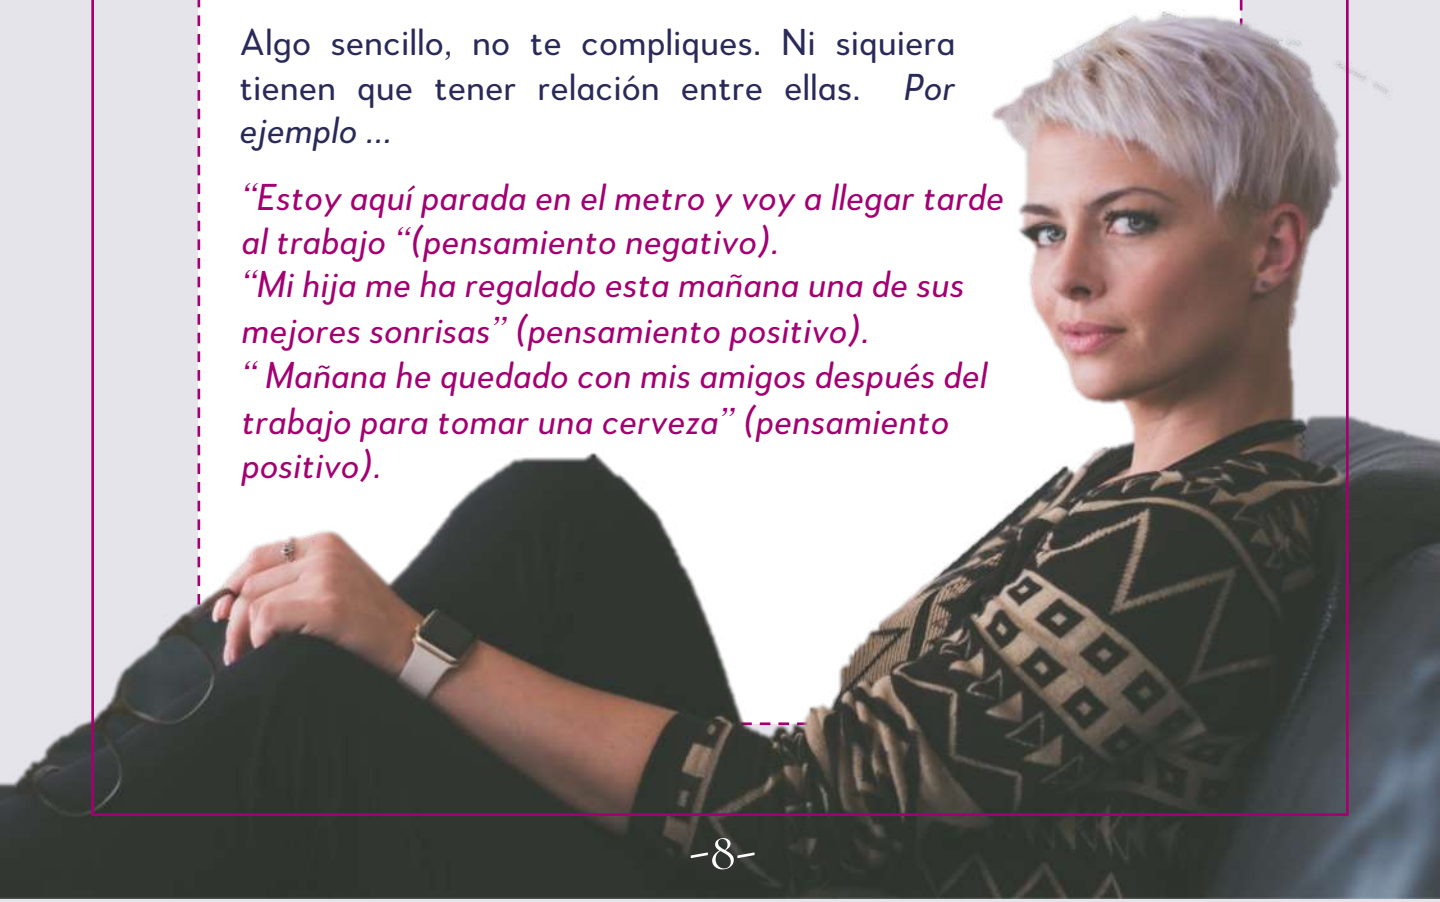 Algo sencillo, no te compliques. Ni siquiera
tienen que tener relación entre ellas. Por
ejemplo ...
“Estoy aquí parada en el metro y voy a llegar tarde
al trabajo “(pensamiento negativo).
“Mi hija me ha regalado esta mañana una de sus
mejores sonrisas” (pensamiento positivo).
“ Mañana he quedado con mis amigos después del
trabajo para tomar una cerveza” (pensamiento
positivo).
-8-